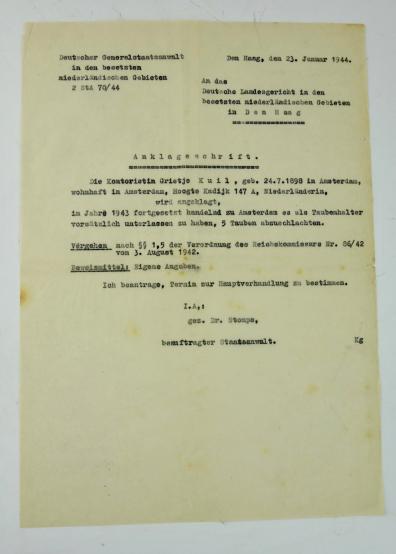 Deutscher Generalstaatsanwalt
in den besetzten
niederländischen Gebieten
2 StA 70/44
Den Haag, den 23. Januar 1944.
An das
Deutsche Landesgericht in den
besetzten niederländischen Gebieten
in Den Haag
Anklageschrift.
Die Kontoristin Grietje Kuil, geb. 24.7.1898 in Amsterdam,
wohnhaft in Amsterdam, Hoogte Kadijk 147 A, Niederländerin,
wird angeklagt,
im Jahre 1943 fortgesetzt handelnd zu Amsterdam es als Taubenhalter
vorsätzlich unterlassen zu haben, 5 Tauben abzuschlachten.
Vergehen nach §§ 1,5 der Verordnung des Reichskommissars Nr. 86/42
vom 3. August 1942.
Beweismittel: Eigene Angaben.
Ich beantrage, Termin zur Hauptverhandlung zu bestimmen.
I.A.:
gez. Dr. Stomps,
beauftragter Staatsanwalt.
Kg